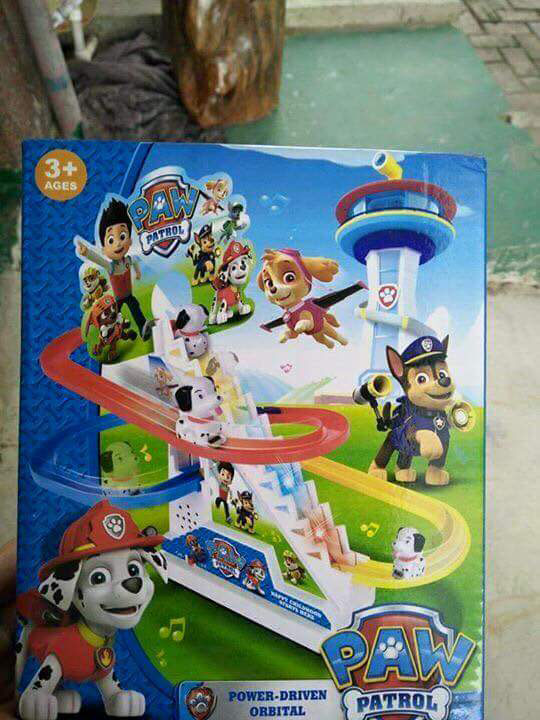 3+
AGES
PAW
PATROL
HAPPY CHILDHOOD
STARTS HERE
PAW
PATROL
POWER-DRIVEN
ORBITAL